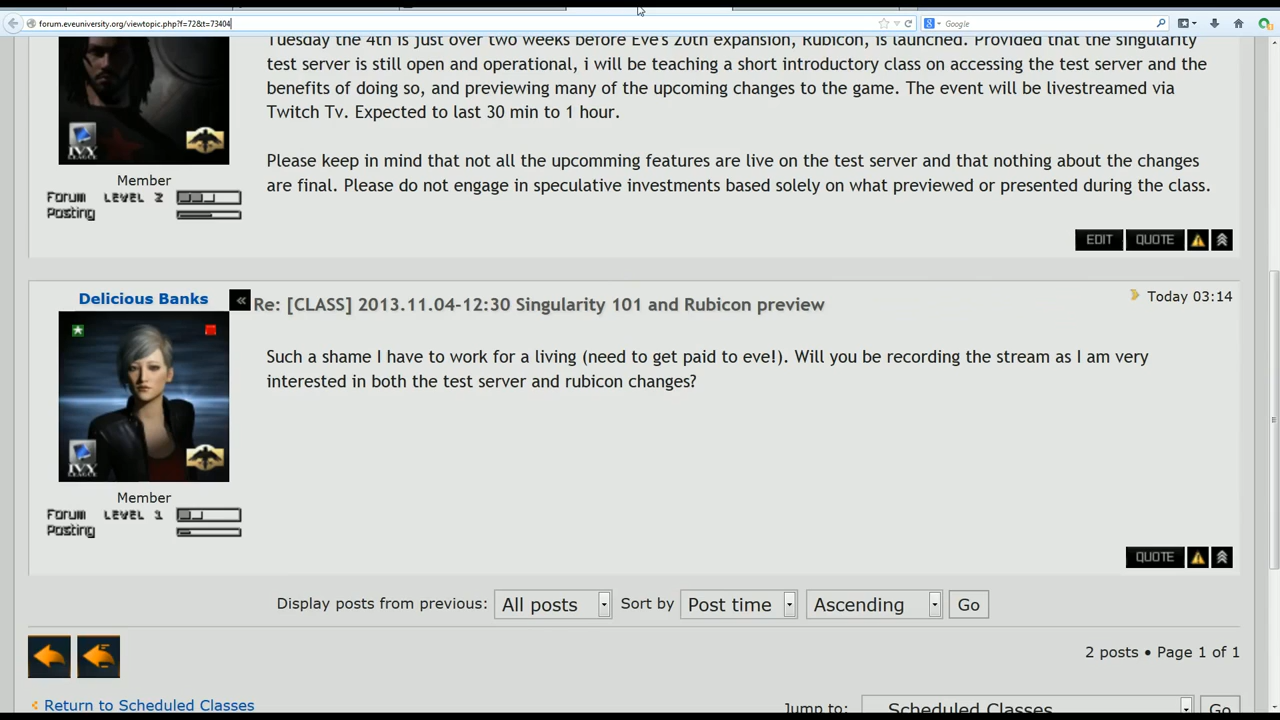 forum.eveuniversity.org/viewtopic.php?f=72&t=73404
Google
Tuesday the 4th is just over two weeks before Eve's 20th expansion, Rubicon, is launched. Provided that the singularity
test server is still open and operational, i will be teaching a short introductory class on accessing the test server and the
benefits of doing so, and previewing many of the upcoming changes to the game. The event will be livestreamed via
Twitch Tv. Expected to last 30 min to 1 hour.
Please keep in mind that not all the upcomming features are live on the test server and that nothing about the changes
are final. Please do not engage in speculative investments based solely on what previewed or presented during the class.
IVY
LEAGUE
Member
Forum LEVEL 2
Posting
EDIT QUOTE
Delicious Banks
Re: [CLASS] 2013.11.04-12:30 Singularity 101 and Rubicon preview
Today 03:14
Such a shame I have to work for a living (need to get paid to eve!). Will you be recording the stream as I am very
interested in both the test server and rubicon changes?
IVY
LEAGUE
Member
Forum LEVEL 1
Posting
QUOTE
Display posts from previous: All posts Sort by Post time Ascending Go
2 posts • Page 1 of 1
Return to Scheduled Classes
Jump to: Scheduled Classes Go